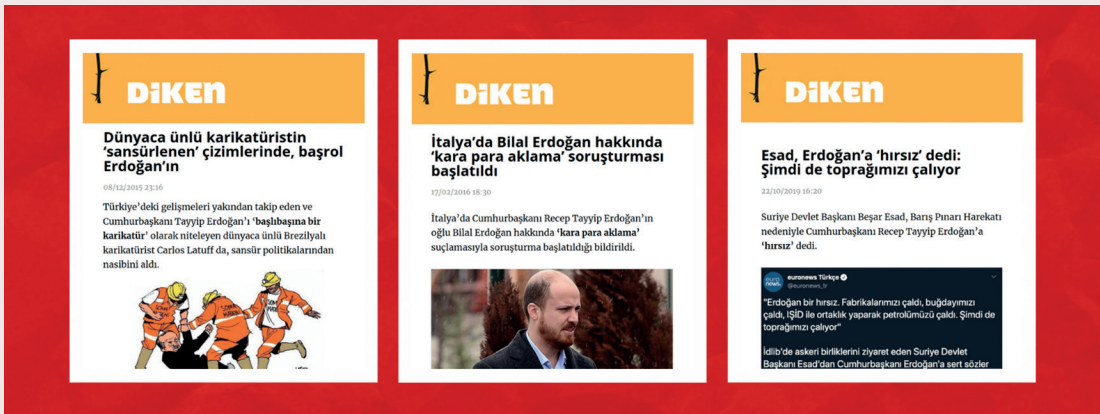 DiKEN
Dünyaca ünlü karikatüristin
‘sansürlenen’ çizimlerinde, başrol
Erdoğan’ın
08/12/2015 23:16
Türkiye’deki gelişmeleri yakından takip eden ve
Cumhurbaşkanı Tayyip Erdoğan’ı ‘başlıbaşına bir
karikatür’ olarak niteleyen dünyaca ünlü Brezilyalı
karikatürist Carlos Latuff da, sansür politikalarından
nasibini aldı.
SOMA
SOMA
DiKEN
İtalya’da Bilal Erdoğan hakkında
‘kara para aklama’ soruşturması
başlatıldı
17/02/2016 18:30
İtalya’da Cumhurbaşkanı Recep Tayyip Erdoğan’ın
oğlu Bilal Erdoğan hakkında ‘kara para aklama’
suçlamasıyla soruşturma başlatıldığı bildirildi.
DiKEN
Esad, Erdoğan’a ‘hırsız’ dedi:
Şimdi de toprağımızı çalıyor
22/10/2019 16:20
Suriye Devlet Başkanı Beşar Esad, Barış Pınarı Harekatı
nedeniyle Cumhurbaşkanı Recep Tayyip Erdoğan’a
‘hırsız’ dedi.
euro
news.
euronews Türkçe
@euronews_tr
"Erdoğan bir hırsız. Fabrikalarımızı çaldı, buğdayımızı
çaldı, IŞİD ile ortaklık yaparak petrolümüzü çaldı. Şimdi de
toprağımızı çalıyor"
İdlib'de askeri birliklerini ziyaret eden Suriye Devlet
Başkanı Esad'dan Cumhurbaşkanı Erdoğan'a sert sözler